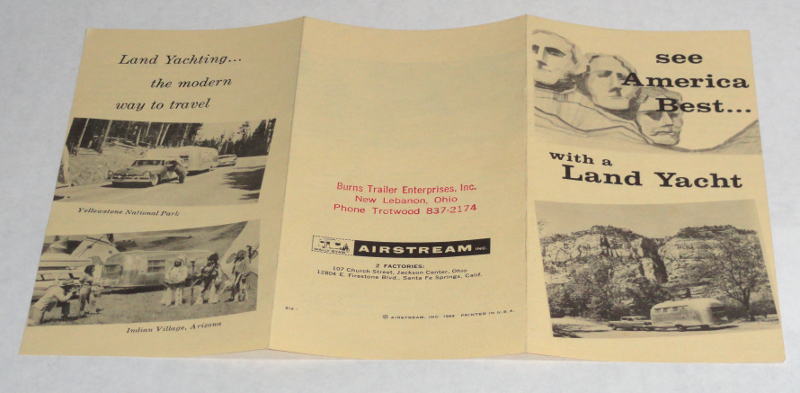 Land Yachting...
the modern
way to travel
Yellowstone National Park
Indian Village, Arizona
Burns Trailer Enterprises, Inc.
New Lebanon, Ohio
Phone Trotwood 837-2174
AIRSTREAM INC.
2 FACTORIES:
107 Church Street, Jackson Center, Ohio
12804 E. Firestone Blvd., Santa Fe Springs, Calif.
© AIRSTREAM, INC. PRINTED IN U.S.A.
see
America
Best...
with a
Land Yacht